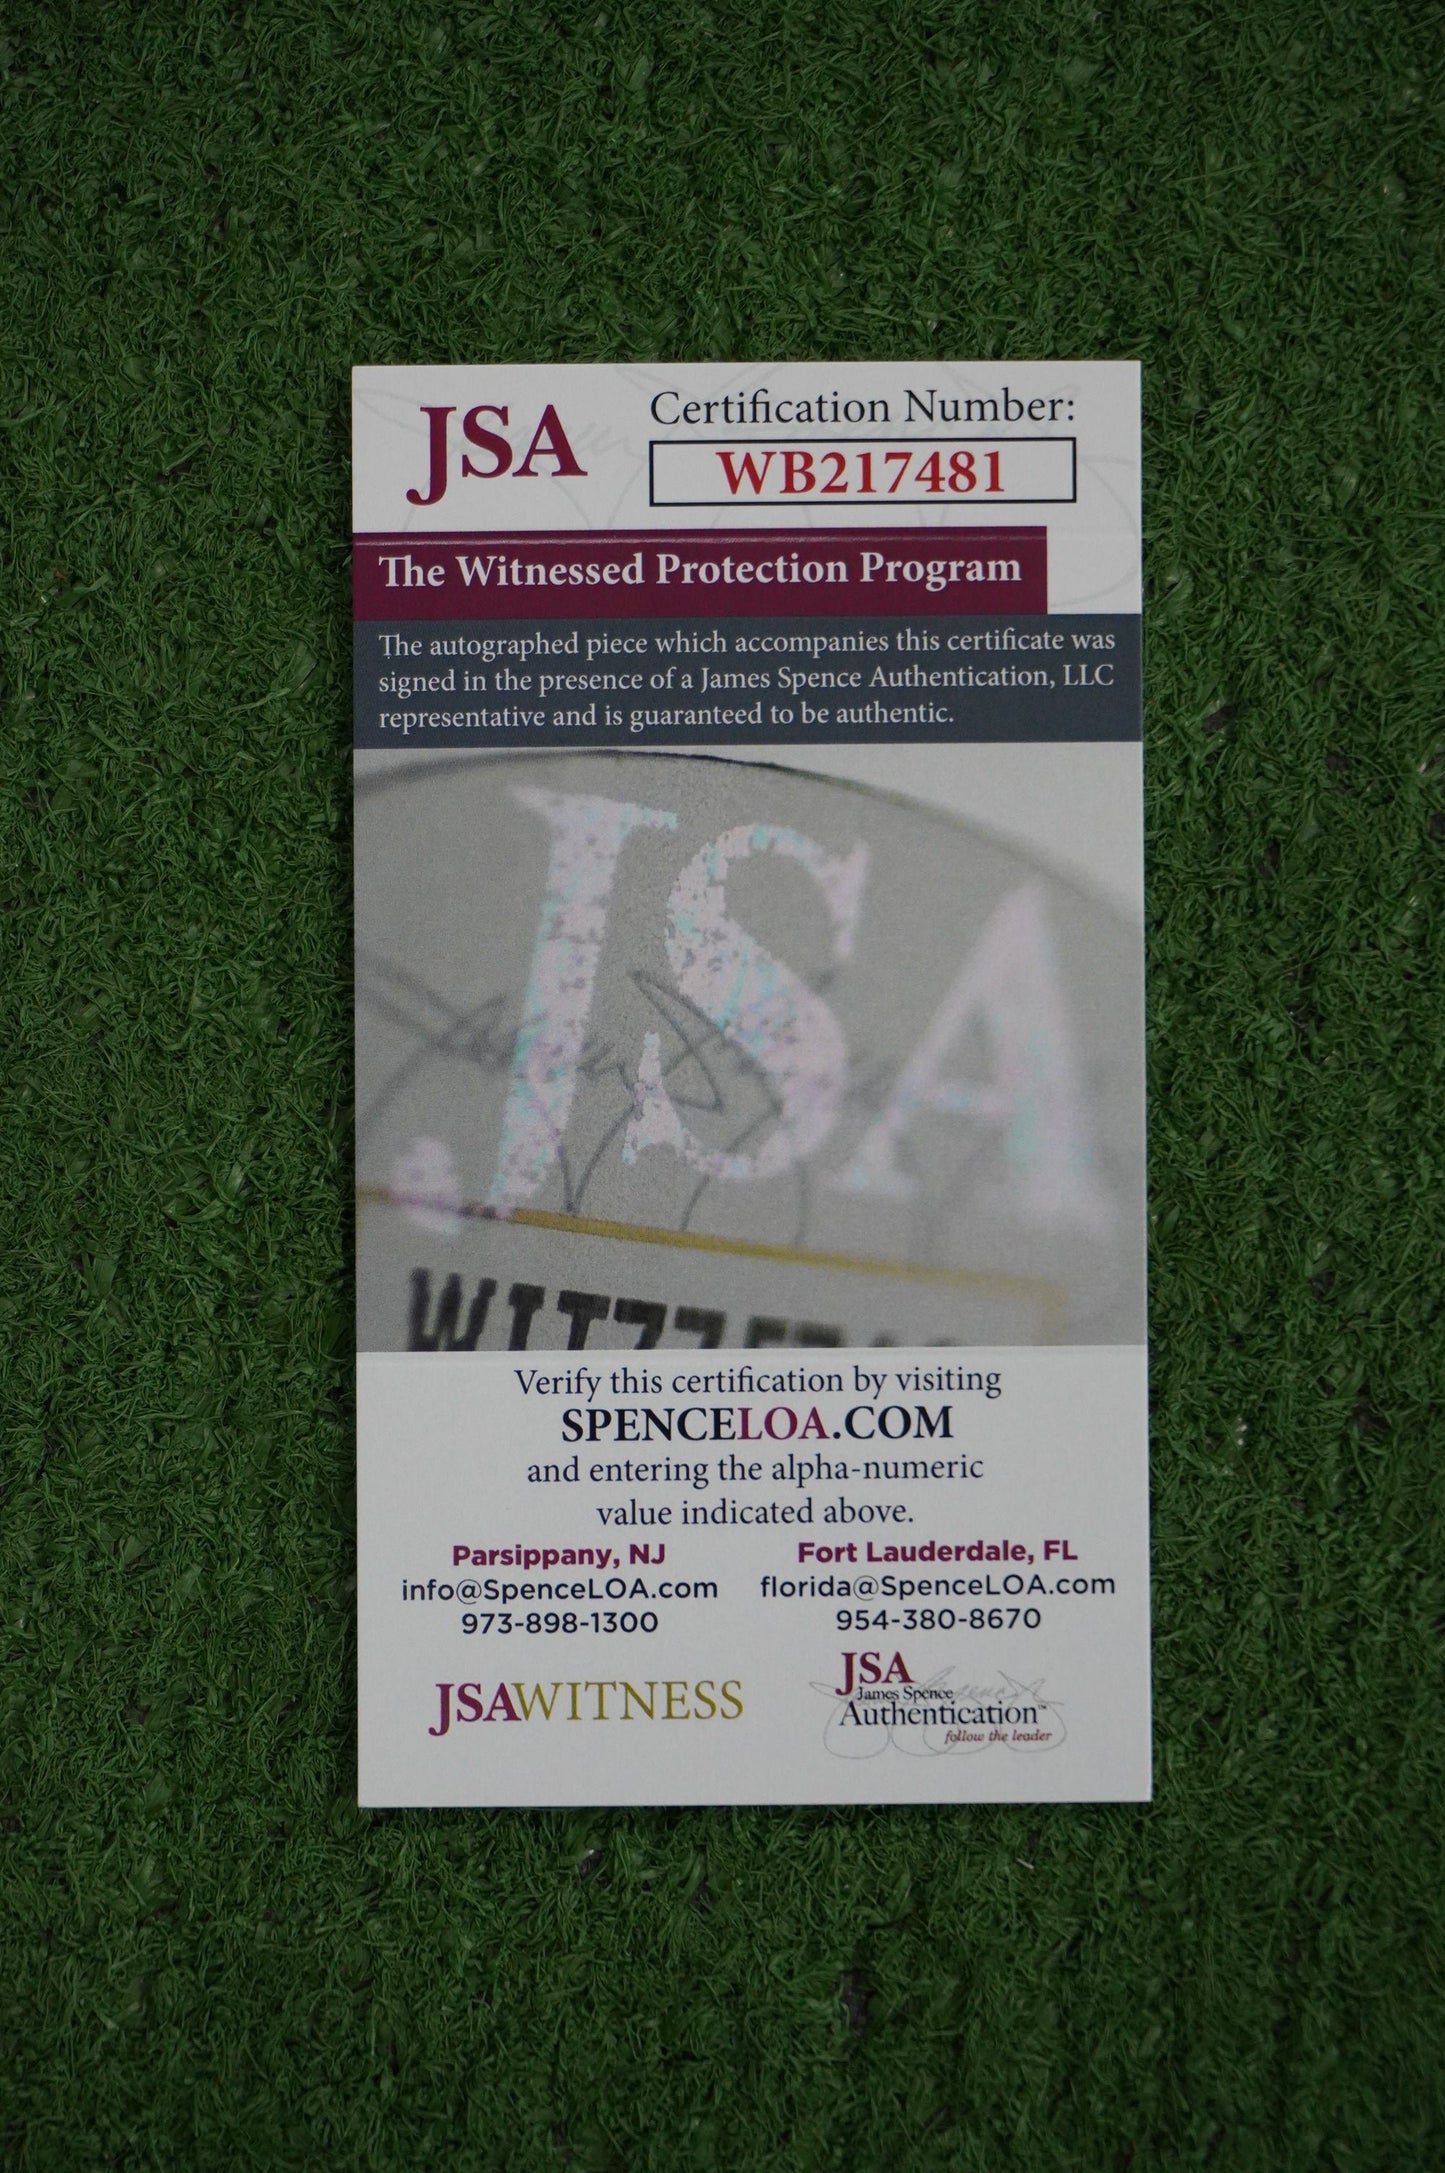 JSA
Certification Number:
WB217481
The Witnessed Protection Program
The autographed piece which accompanies this certificate was
signed in the presence of a James Spence Authentication, LLC
representative and is guaranteed to be authentic.
JSA
Verify this certification by visiting
SPENCELOA.COM
and entering the alpha-numeric
value indicated above.
Parsippany, NJ
info@SpenceLOA.com
973-898-1300
Fort Lauderdale, FL
florida@SpenceLOA.com
954-380-8670
JSAWITNESS
JSA
James Spence
Authentication™
follow the leader